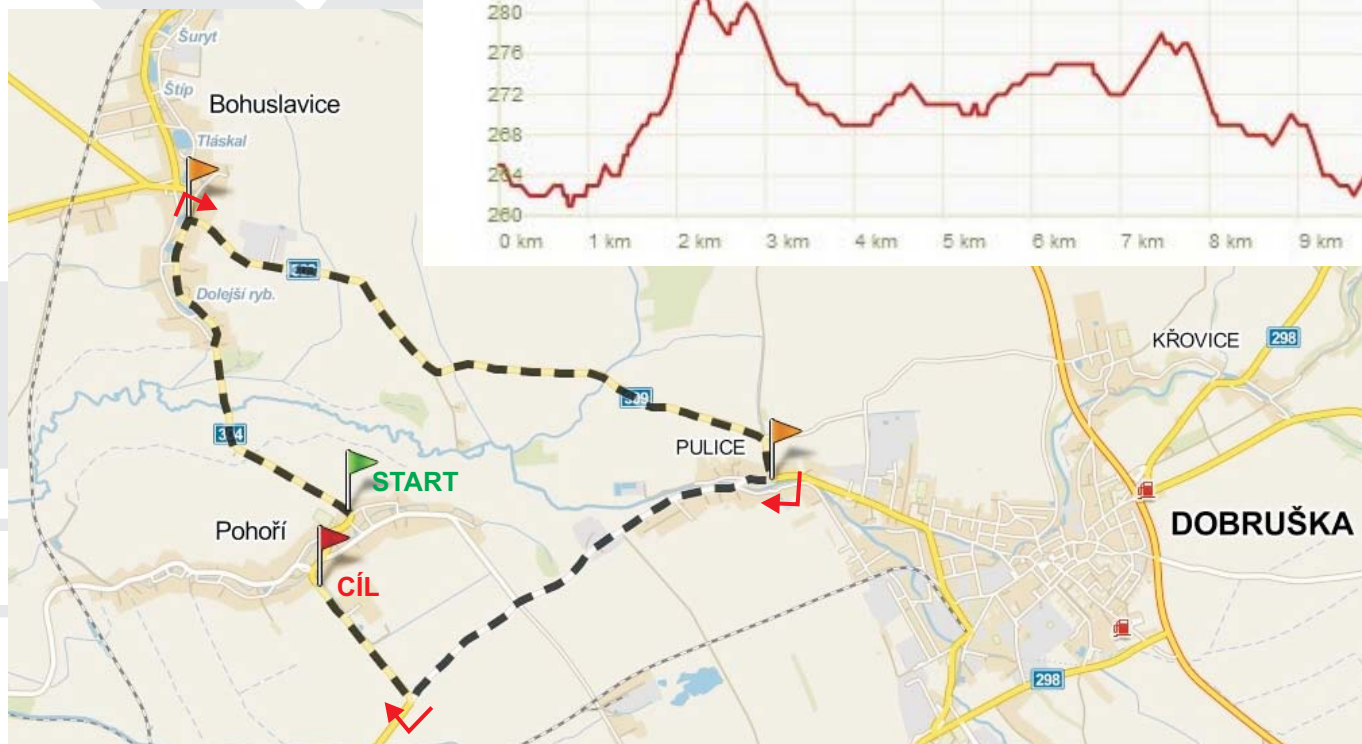 280
276
272
268
264
260
0 km 1 km 2 km 3 km 4 km 5 km 6 km 7 km 8 km 9 km
Šuryt
Štíp
Bohuslavice
Tláskal
Dolejší ryb.
309
304
START
Pohoří
CÍL
PULICE
KŘOVICE
298
DOBRUŠKA
298